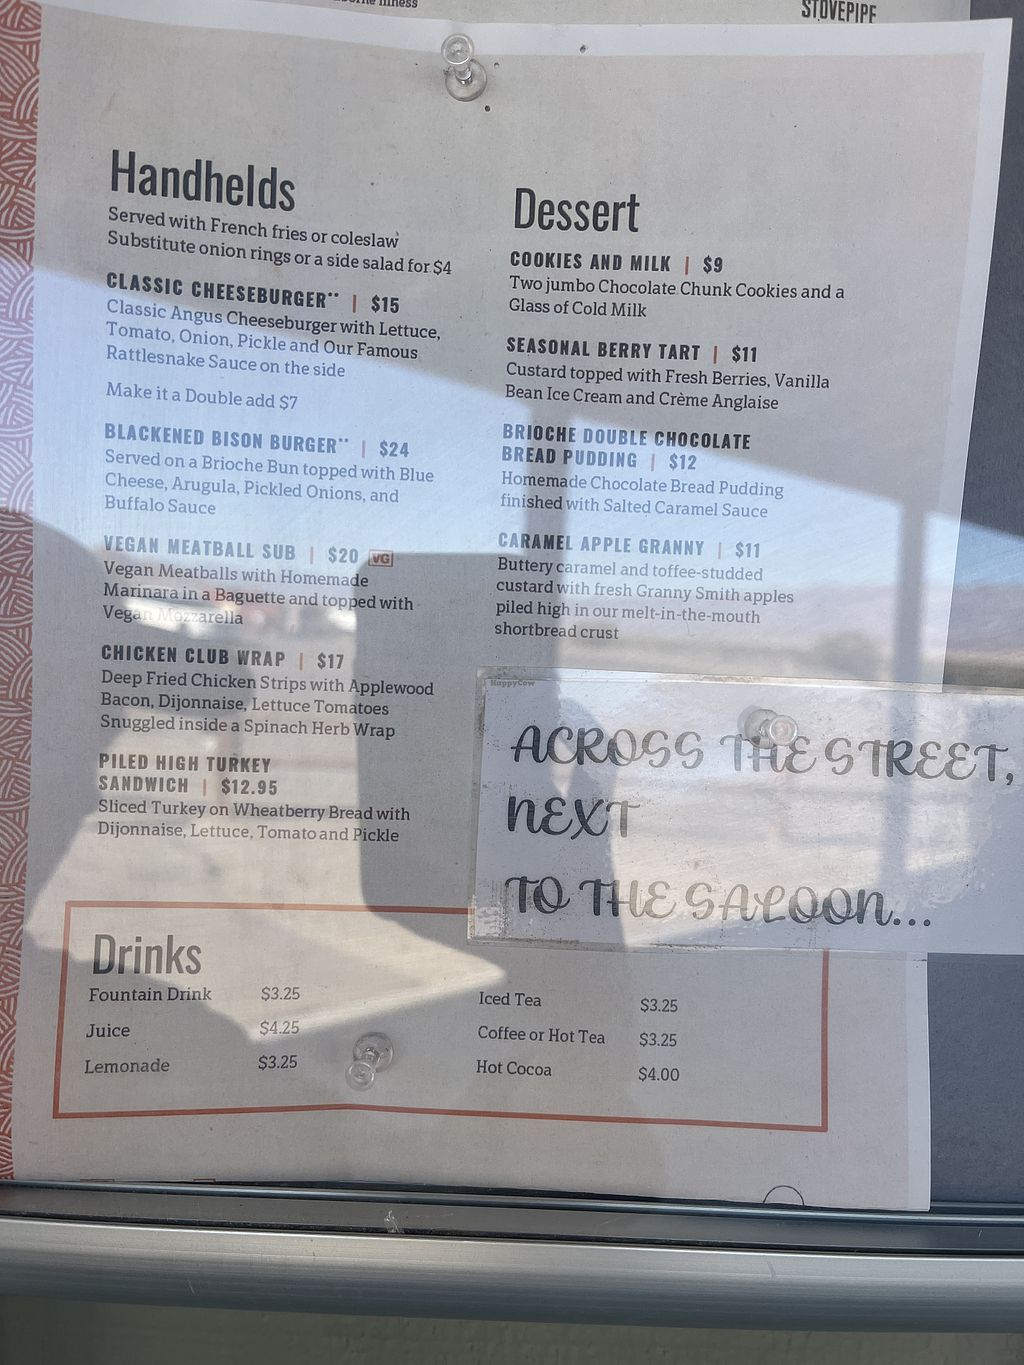 STOVEPIPE
Handhelds
Served with French fries or coleslaw
Substitute onion rings or a side salad for $4
CLASSIC CHEESEBURGER** | $15
Classic Angus Cheeseburger with Lettuce,
Tomato, Onion, Pickle and Our Famous
Rattlesnake Sauce on the side
Make it a Double add $7
BLACKENED BISON BURGER** | $24
Served on a Brioche Bun topped with Blue
Cheese, Arugula, Pickled Onions, and
Buffalo Sauce
VEGAN MEATBALL SUB | $20 VG
Vegan Meatballs with Homemade
Marinara in a Baguette and topped with
Vegan Mozzarella
CHICKEN CLUB WRAP | $17
Deep Fried Chicken Strips with Applewood
Bacon, Dijonnaise, Lettuce Tomatoes
Snuggled inside a Spinach Herb Wrap
PILED HIGH TURKEY
SANDWICH | $12.95
Sliced Turkey on Wheatberry Bread with
Dijonnaise, Lettuce, Tomato and Pickle
Dessert
COOKIES AND MILK | $9
Two jumbo Chocolate Chunk Cookies and a
Glass of Cold Milk
SEASONAL BERRY TART | $11
Custard topped with Fresh Berries, Vanilla
Bean Ice Cream and Crème Anglaise
BRIOCHE DOUBLE CHOCOLATE
BREAD PUDDING | $12
Homemade Chocolate Bread Pudding
finished with Salted Caramel Sauce
CARAMEL APPLE GRANNY | $11
Buttery caramel and toffee-studded
custard with fresh Granny Smith apples
piled high in our melt-in-the-mouth
shortbread crust
HappyCow
ACROSS THE STREET,
NEXT
TO THE SALOON...
Drinks
Fountain Drink $3.25
Juice $4.25
Lemonade $3.25
Iced Tea $3.25
Coffee or Hot Tea $3.25
Hot Cocoa $4.00